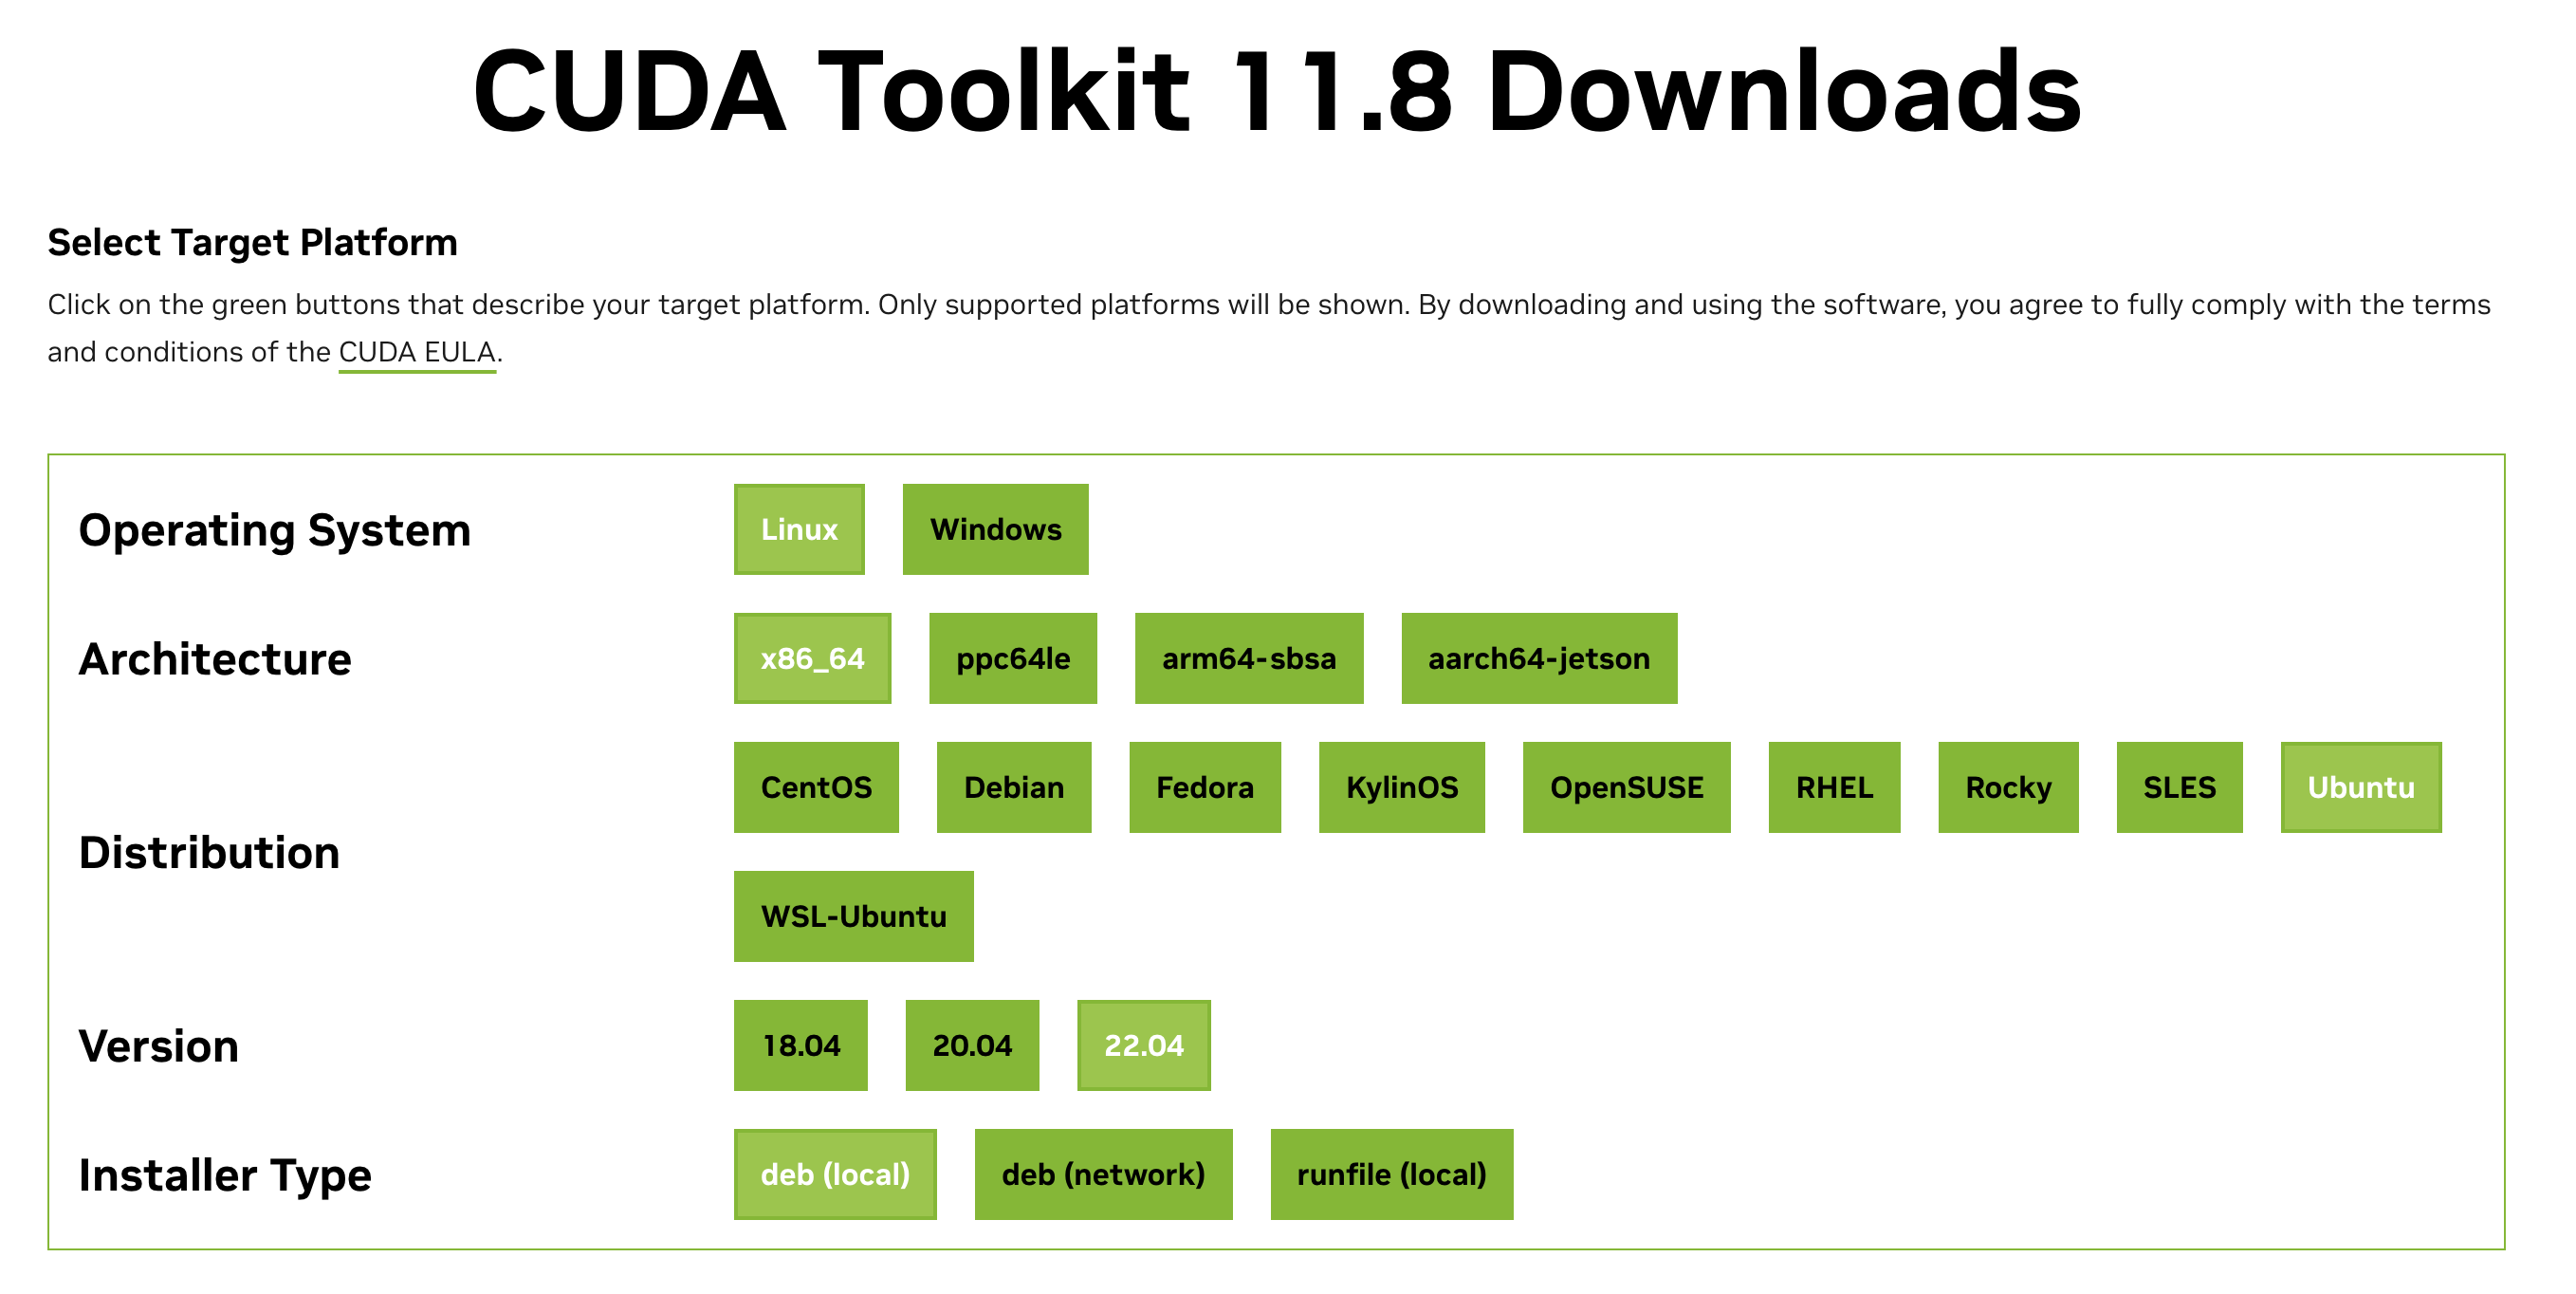 CUDA Toolkit 11.8 Downloads
Select Target Platform
Click on the green buttons that describe your target platform. Only supported platforms will be shown. By downloading and using the software, you agree to fully comply with the terms
and conditions of the CUDA EULA.
Operating System
Linux Windows
Architecture
x86_64 ppc64le arm64-sbsa aarch64-jetson
Distribution
CentOS Debian Fedora KylinOS OpenSUSE RHEL Rocky SLES Ubuntu
WSL-Ubuntu
Version
18.04 20.04 22.04
Installer Type
deb (local) deb (network) runfile (local)